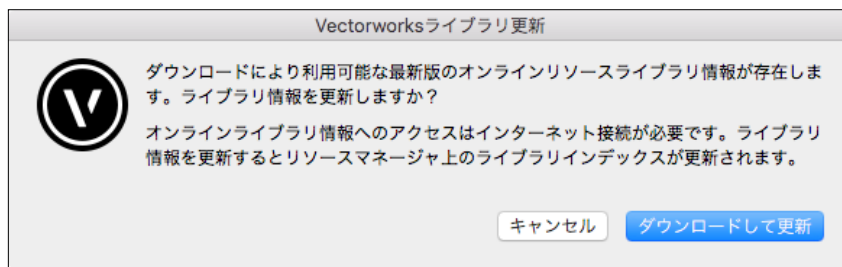 Vectorworksライブラリ更新
ダウンロードにより利用可能な最新版のオンラインリソースライブラリ情報が存在しま
す。ライブラリ情報を更新しますか？
オンラインライブラリ情報へのアクセスはインターネット接続が必要です。ライブラリ
情報を更新するとリソースマネージャ上のライブラリインデックスが更新されます。
キャンセル ダウンロードして更新